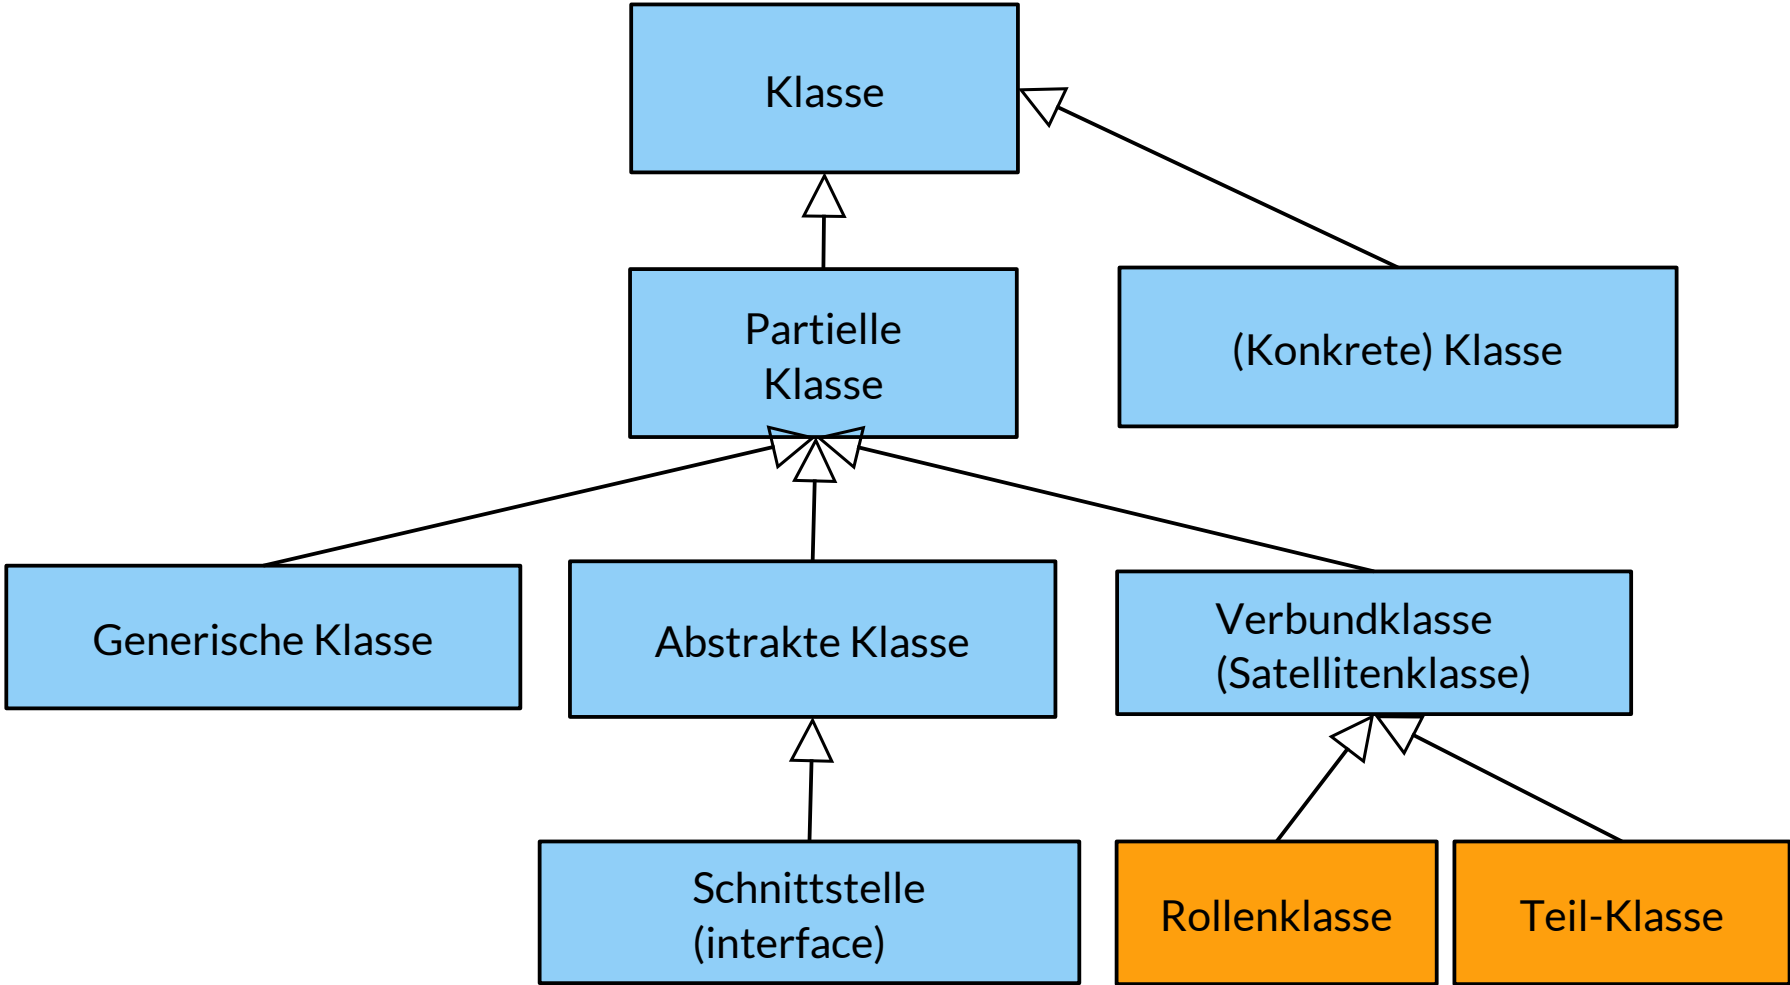 Klasse
Partielle
Klasse
(Konkrete) Klasse
Generische Klasse
Abstrakte Klasse
Verbundklasse
(Satellitenklasse)
Schnittstelle
(interface)
Rollenklasse
Teil-Klasse